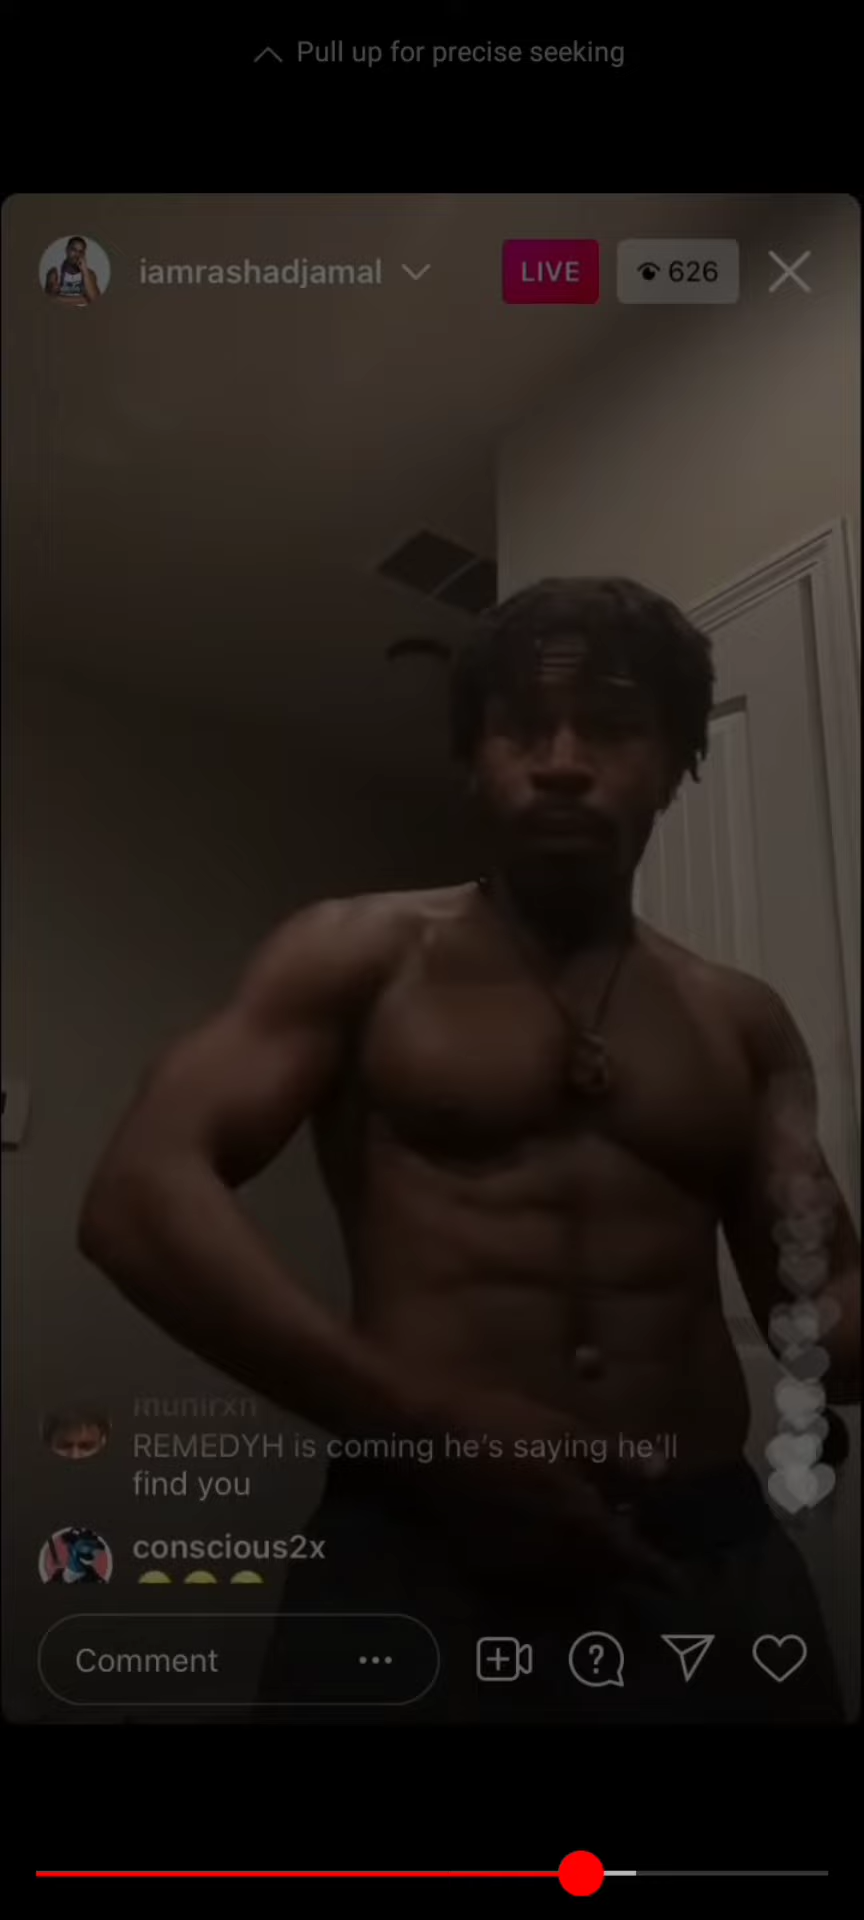 Pull up for precise seeking
iamrashadjamal
LIVE
626
munirxn
REMEDYH is coming he's saying he'll
find you
conscious2x
Comment